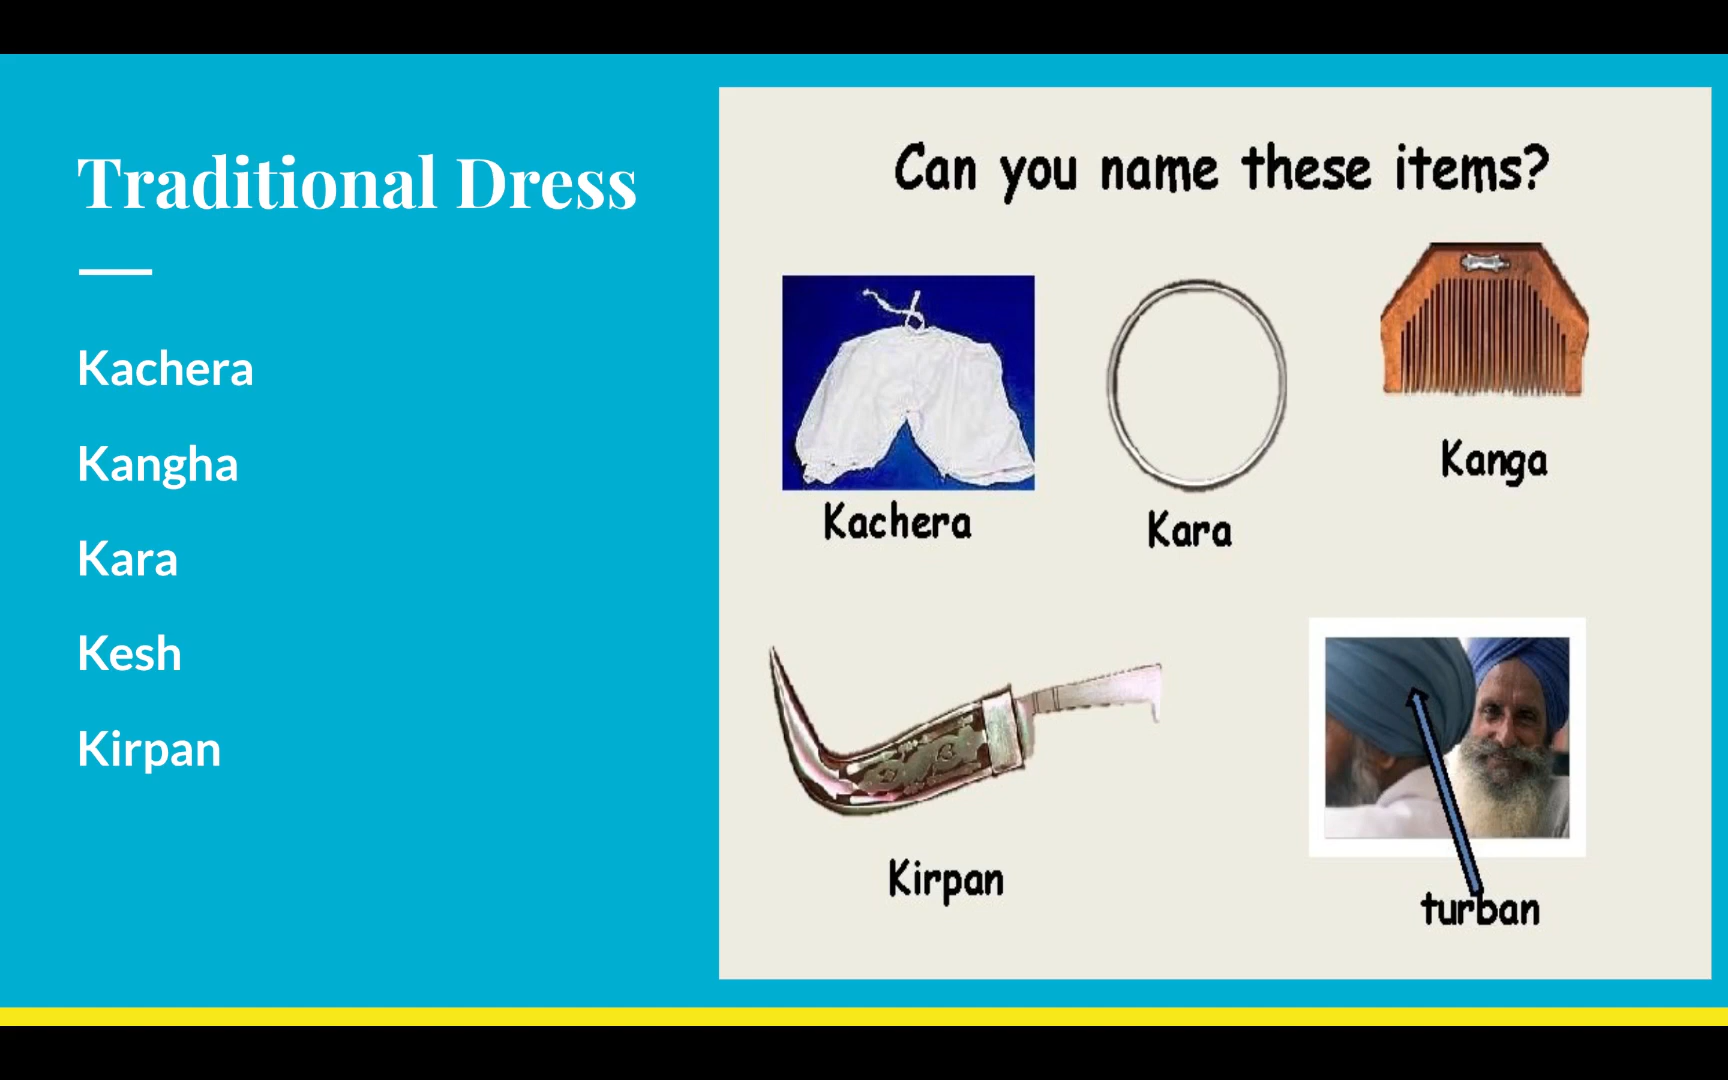 Traditional Dress
Kachera
Kangha
Kara
Kesh
Kirpan
Can you name these items?
Kachera
Kara
Kanga
Kirpan
turban